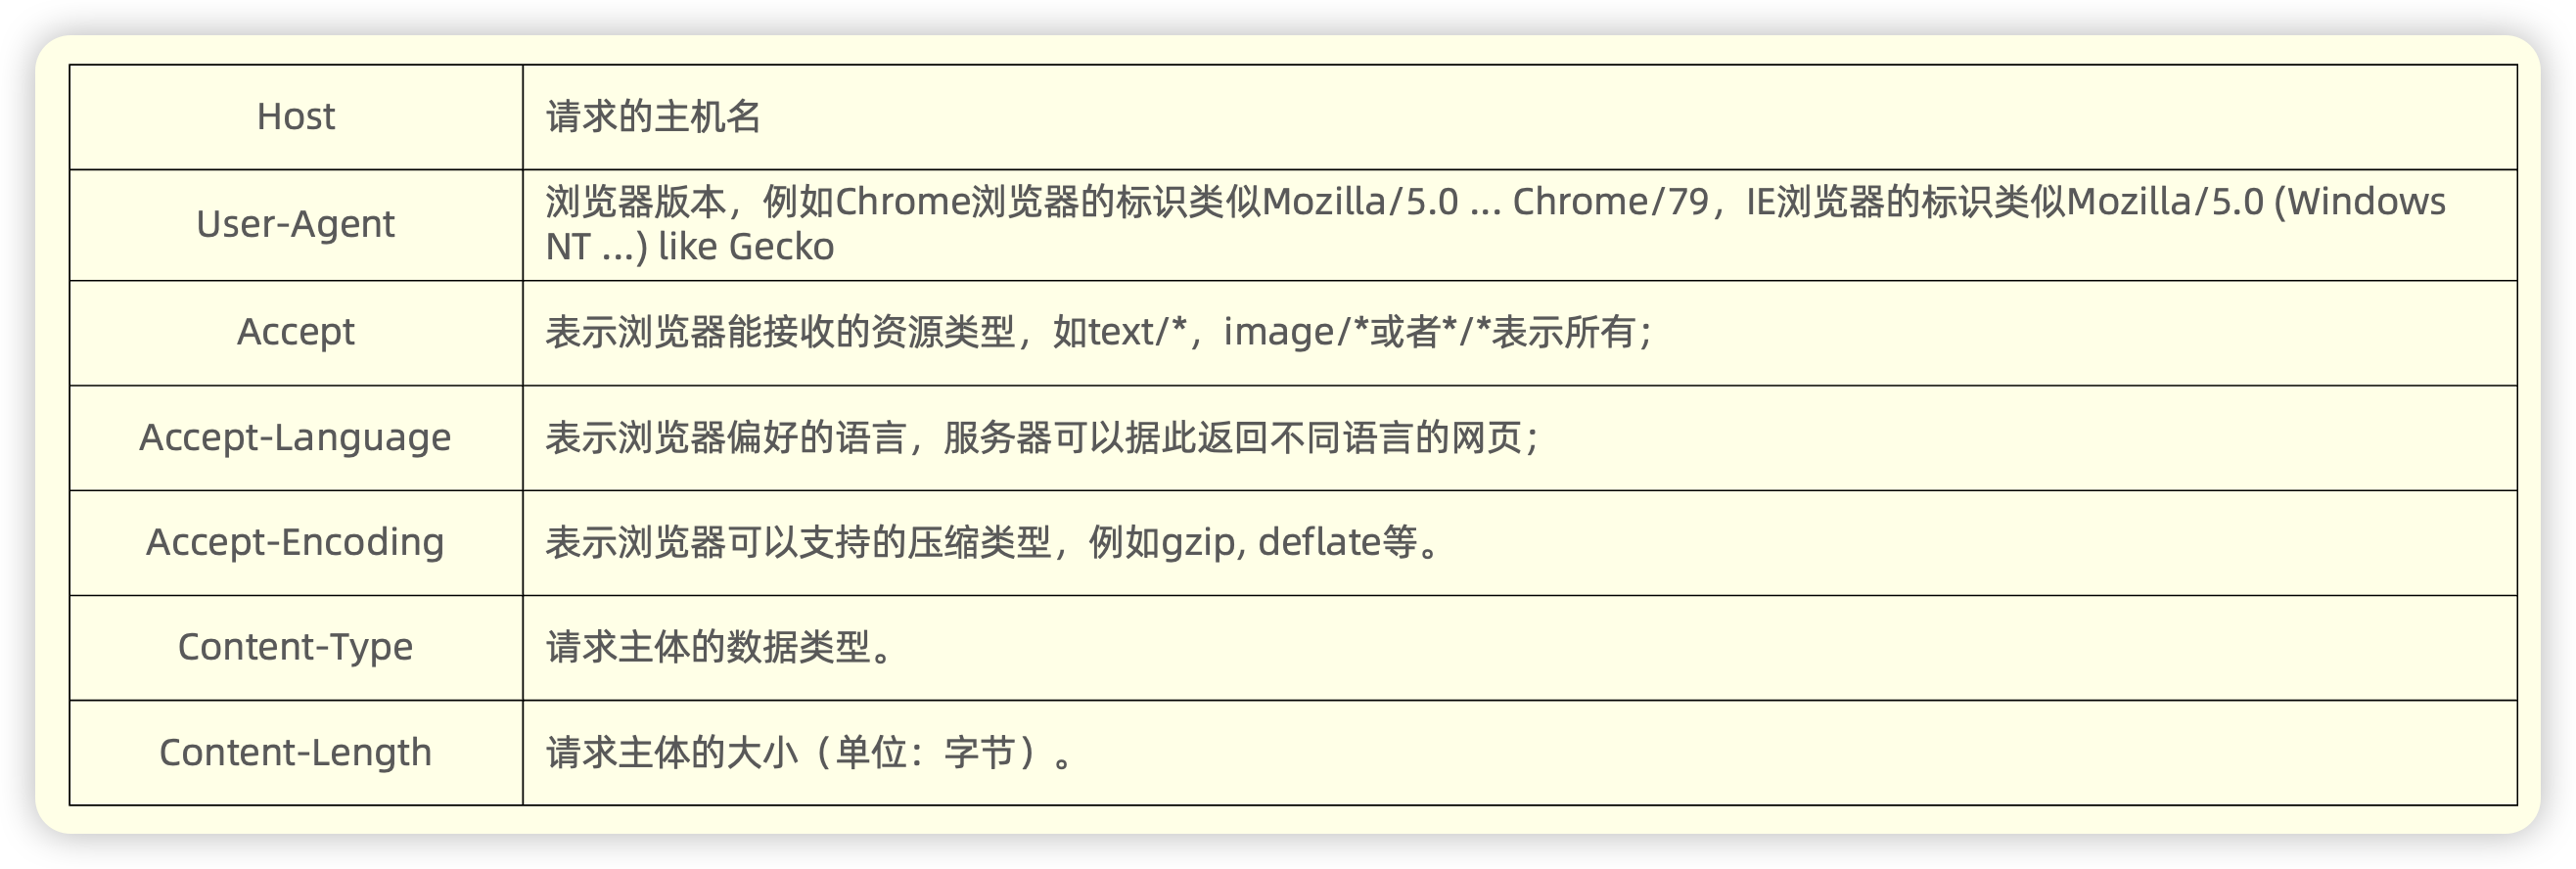 Host
请求的主机名
User-Agent
浏览器版本，例如Chrome浏览器的标识类似Mozilla/5.0 ... Chrome/79，IE浏览器的标识类似Mozilla/5.0 (Windows
NT ...) like Gecko
Accept
表示浏览器能接收的资源类型，如text/*，image/*或者*/*表示所有；
Accept-Language
表示浏览器偏好的语言，服务器可以据此返回不同语言的网页；
Accept-Encoding
表示浏览器可以支持的压缩类型，例如gzip, deflate等。
Content-Type
请求主体的数据类型。
Content-Length
请求主体的大小（单位：字节）。